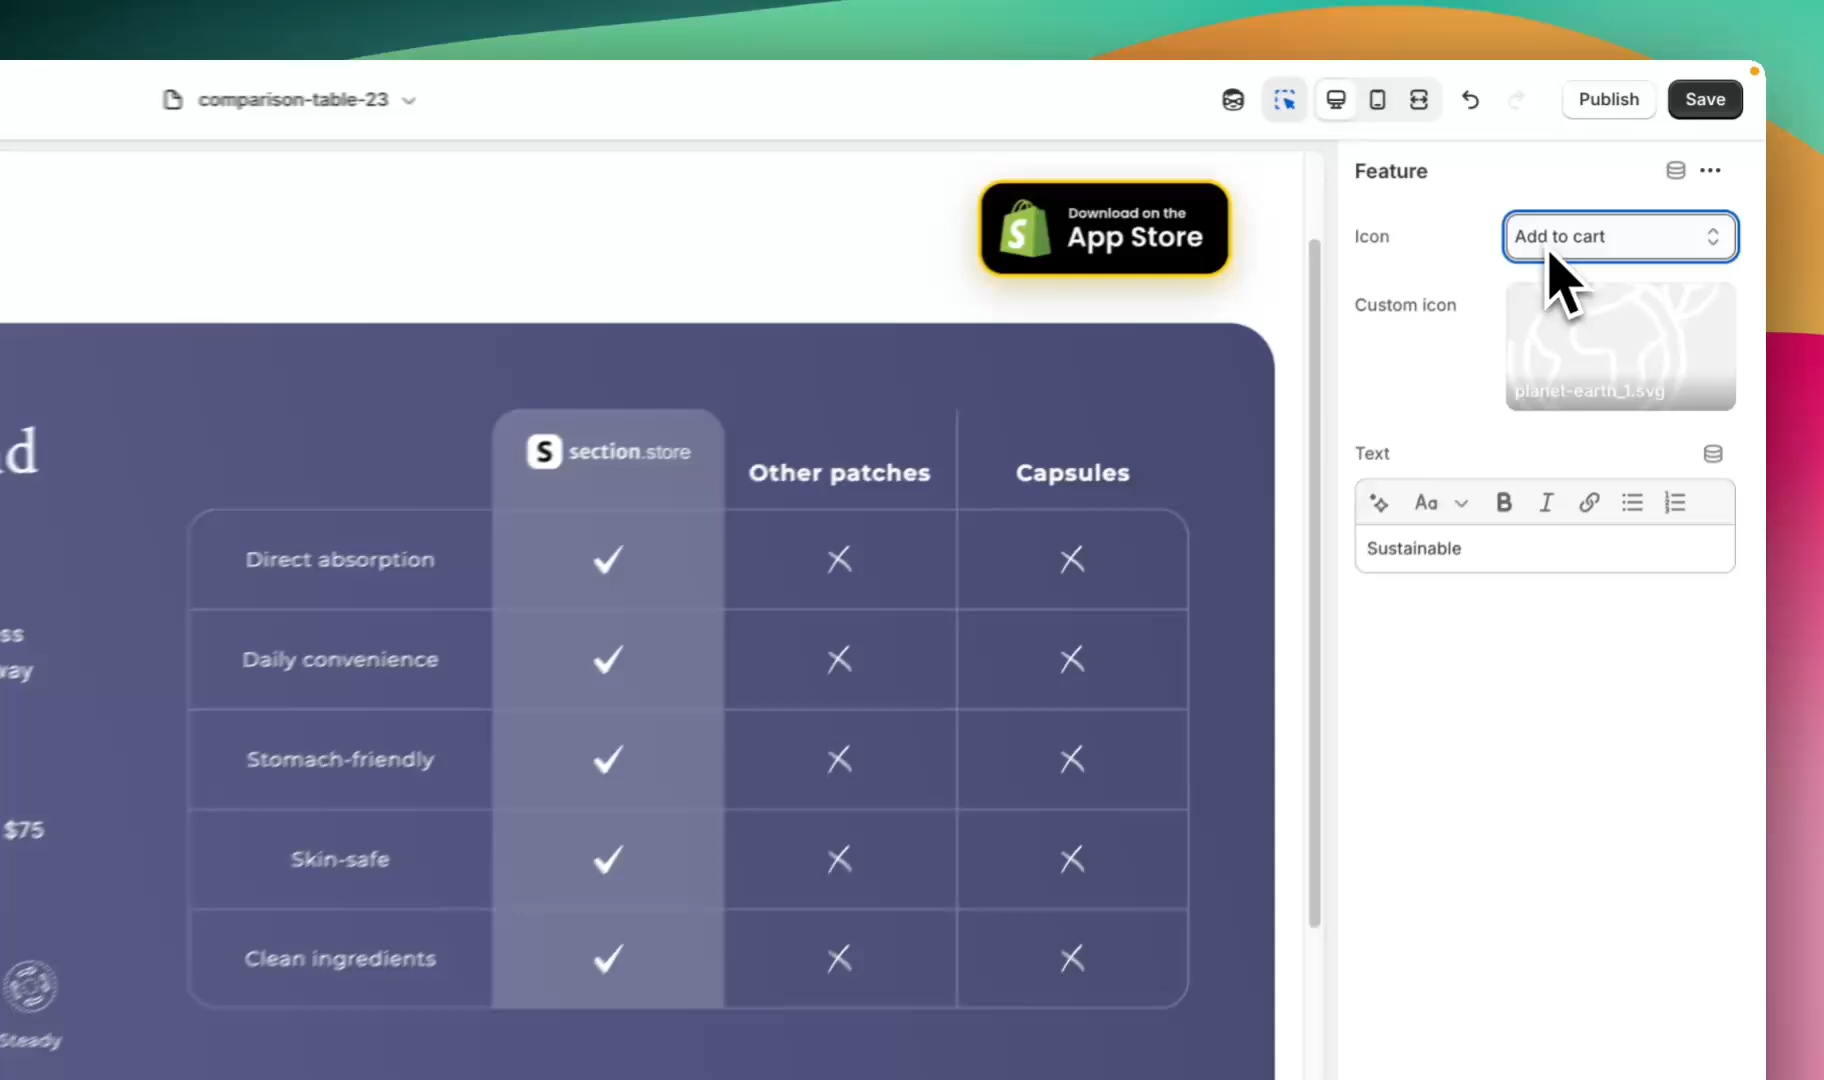 comparison-table-23
Publish
Save
Download on the
App Store
Feature
Icon
Add to cart
Custom icon
planet-earth_1.svg
Text
Aa
B
I
Sustainable
d
ss
way
$75
Steady
S section.store
Other patches
Capsules
Direct absorption
Daily convenience
Stomach-friendly
Skin-safe
Clean ingredients